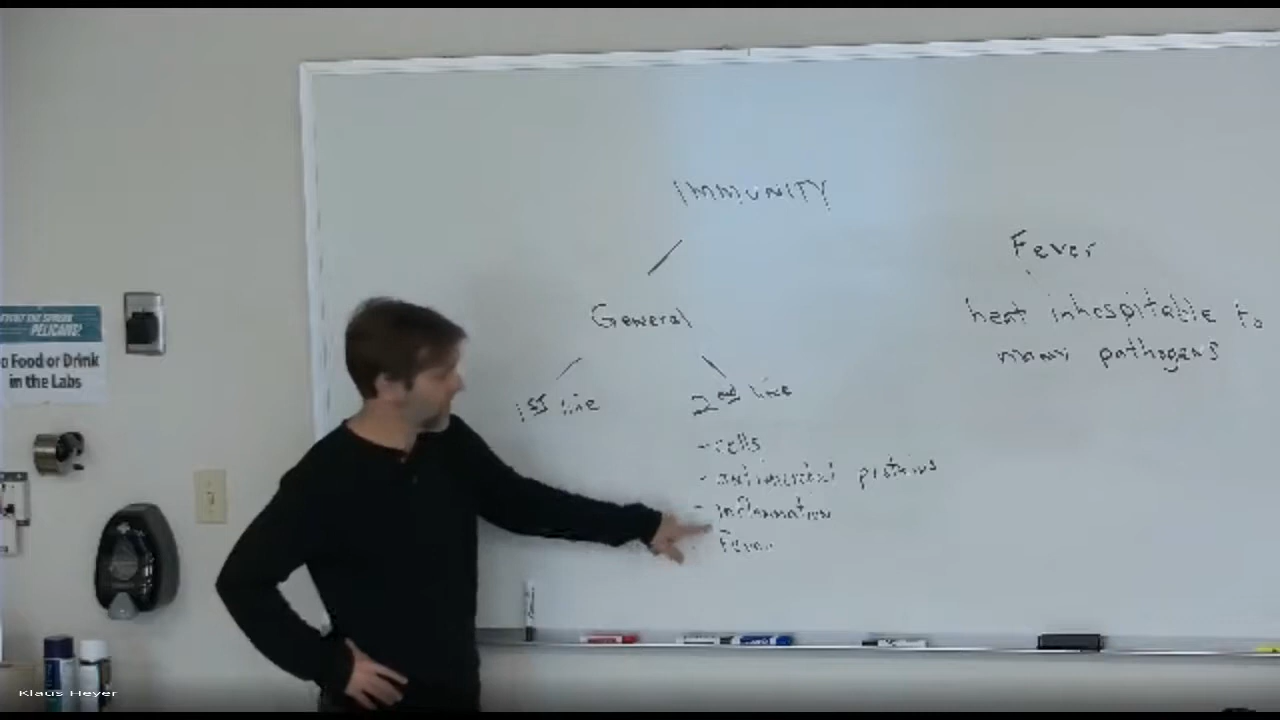 IMMUNITY
General
1ST line
2nd line
- cells
- antimicrobial proteins
- inflammation
- Fever
Fever
heat inhospitable to
many pathogens
PELICANS!
o Food or Drink
in the Labs
Klaus Heyer